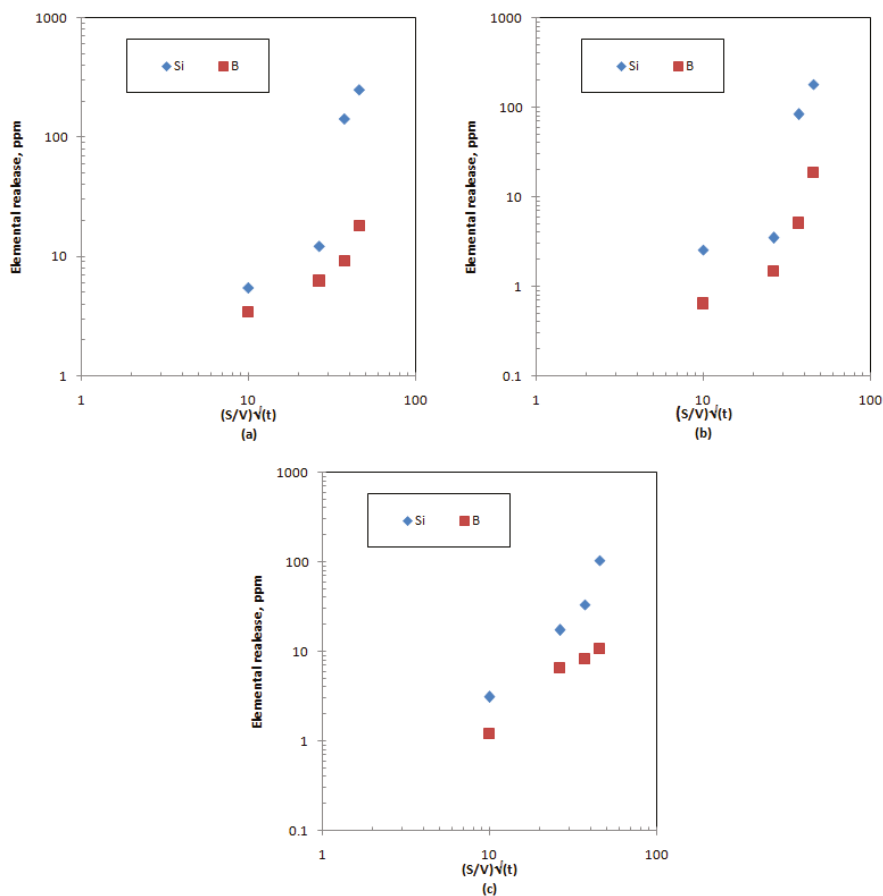 1000
Si B
100
10
1
Elemental realease, ppm
1 10 100
(S/V)√(t)
(a)
1000
Si B
100
10
1
0.1
Elemental realease, ppm
1 10 100
(S/V)√(t)
(b)
1000
Si B
100
10
1
0.1
Elemental realease, ppm
1 10 100
(S/V)√(t)
(c)